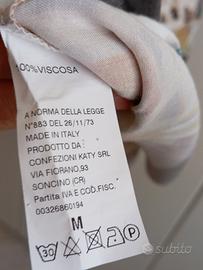 100%VISCOSA
A NORMA DELLA LEGGE
N°883 DEL 26/11/73
MADE IN ITALY
PRODOTTO DA:
CONFEZIONI KATY SRL
VIA FIORANO,93
SONCINO (CR)
Partita IVA E COD.FISC.
00326860194
M
30
P
subito